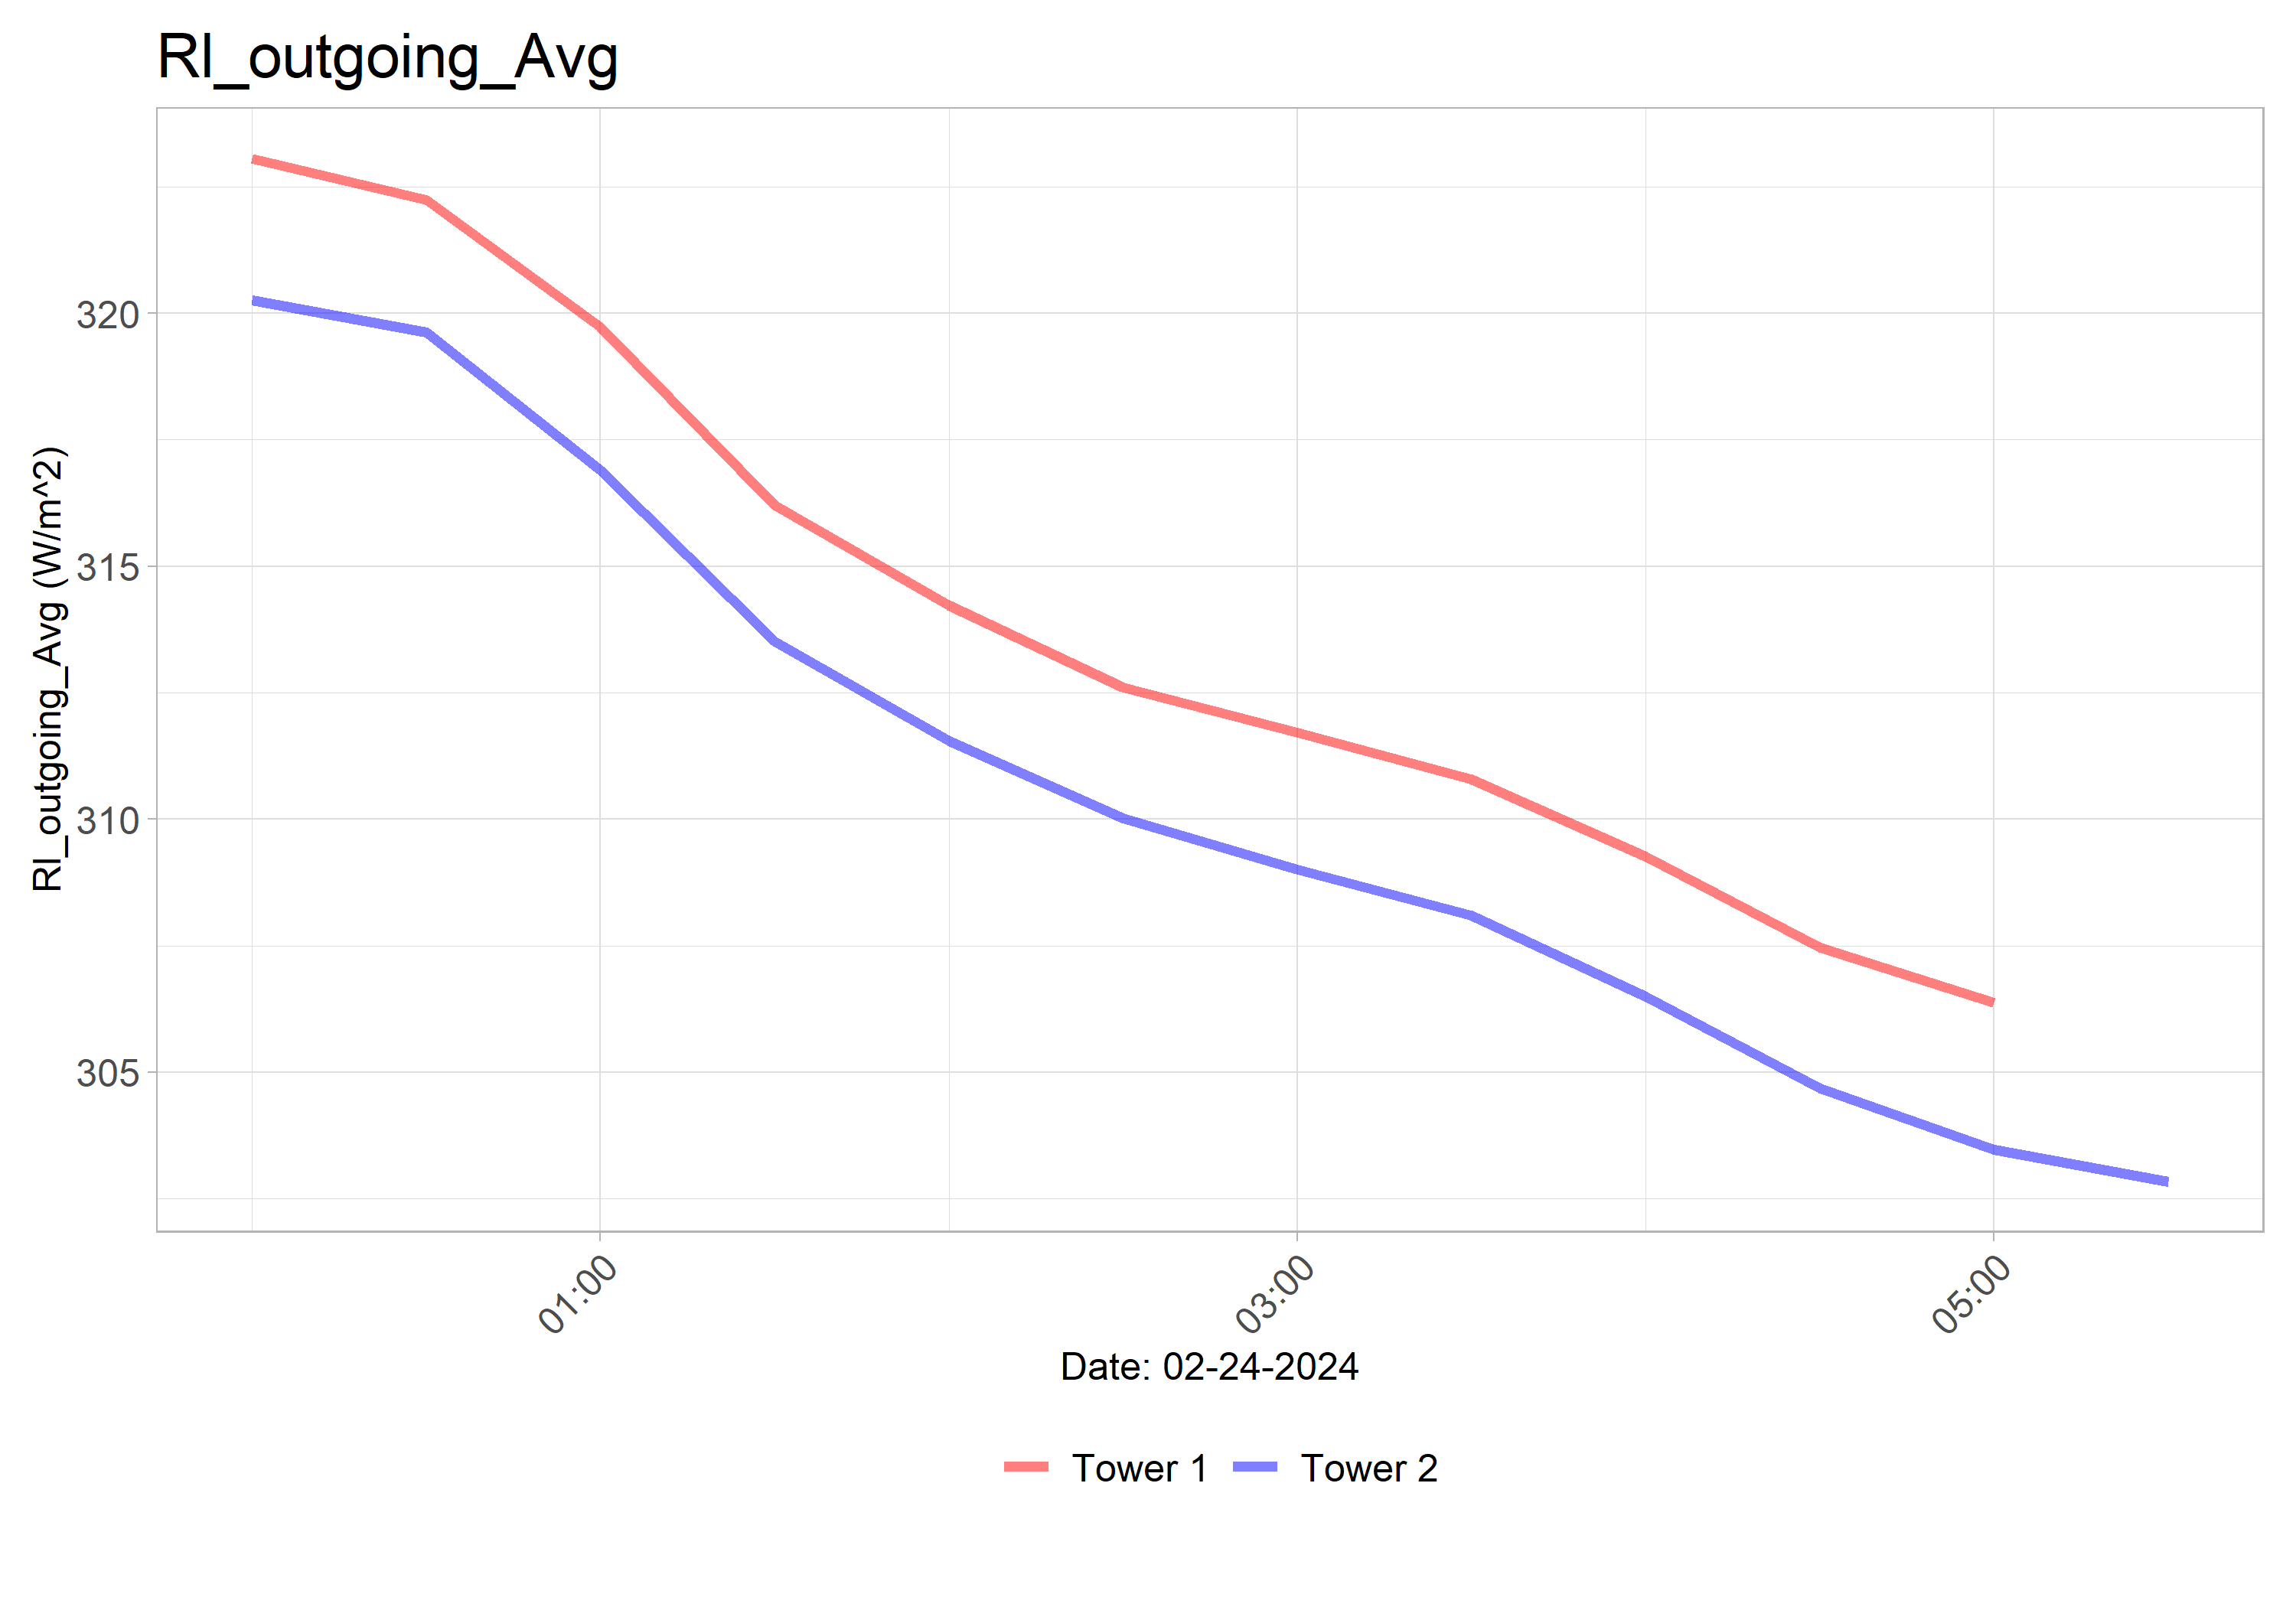 Rl_outgoing_Avg
Rl_outgoing_Avg (W/m^2)
320
315
310
305
01:00
03:00
05:00
Date: 02-24-2024
Tower 1
Tower 2